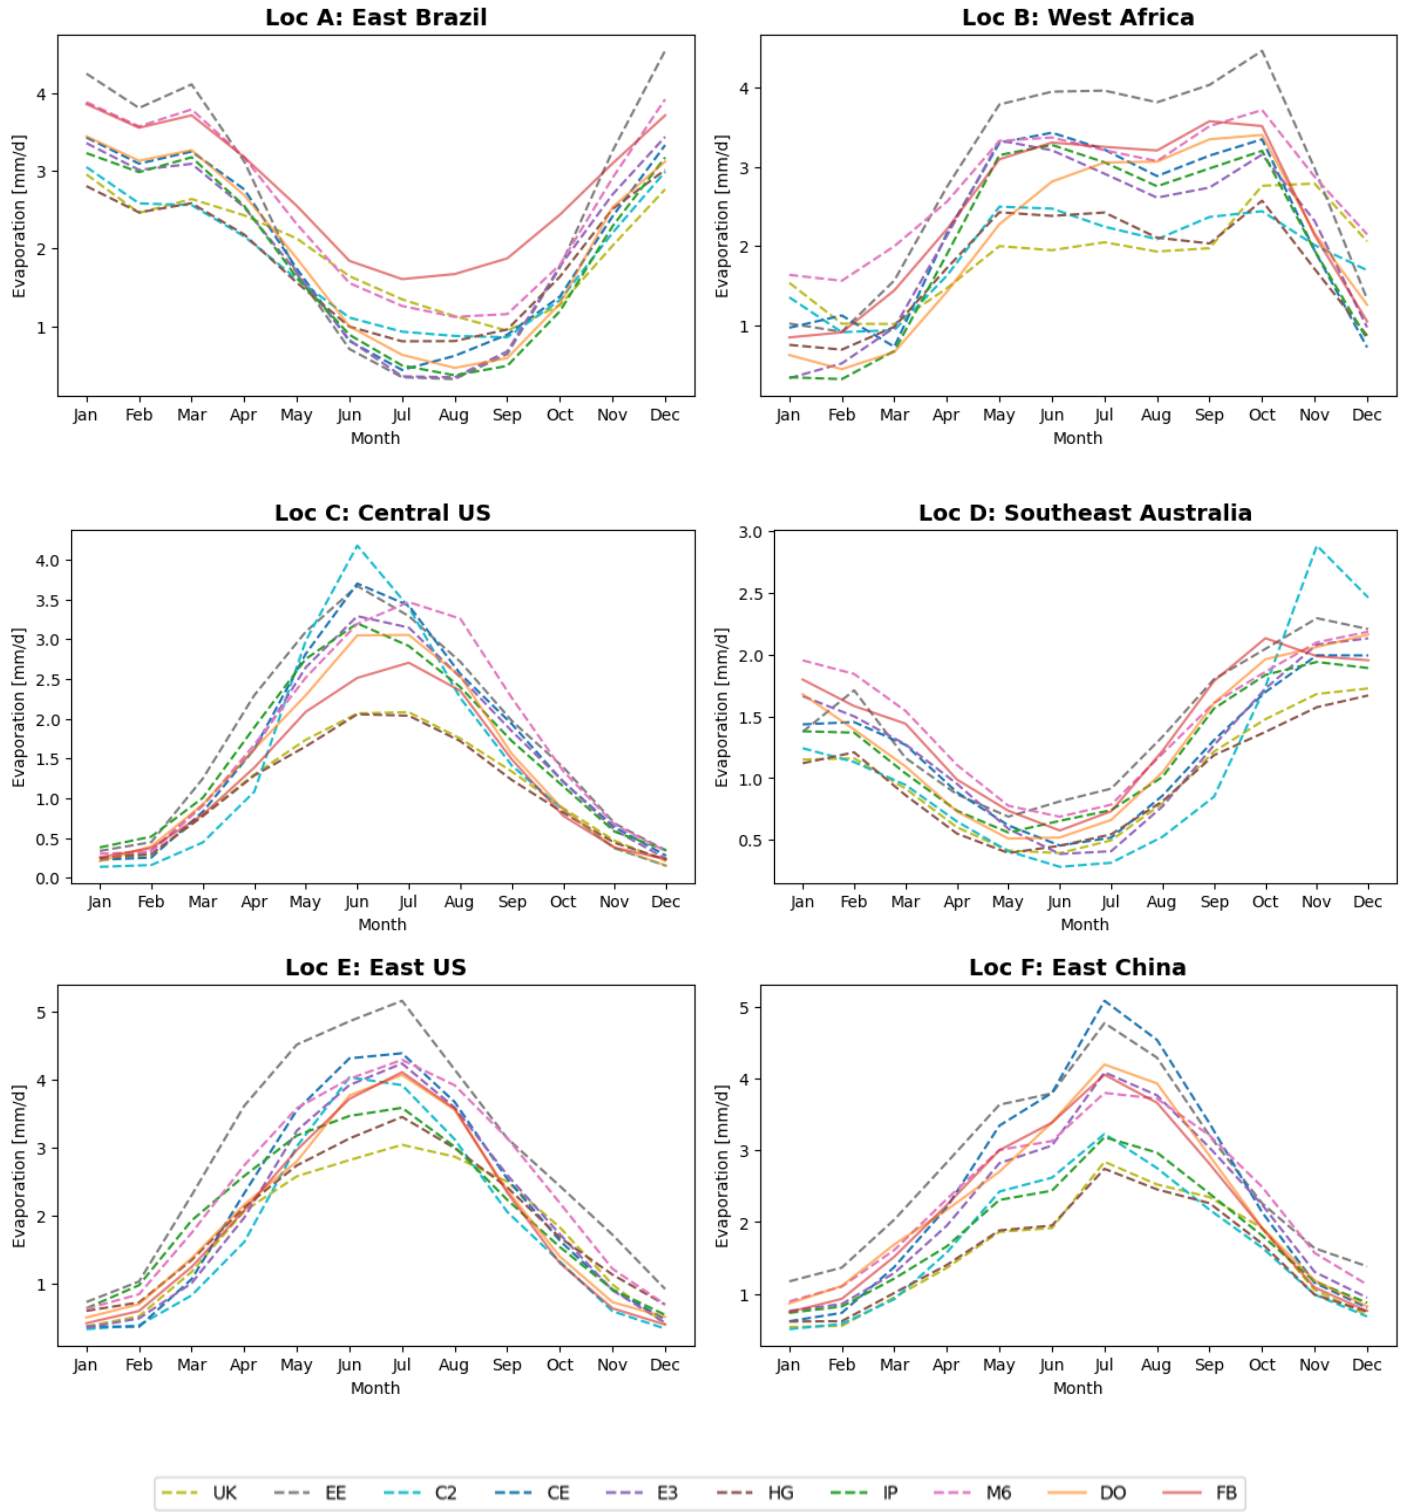 Loc A: East Brazil
Evaporation [mm/d]
4
3
2
1
Jan Feb Mar Apr May Jun Jul Aug Sep Oct Nov Dec
Month
Loc B: West Africa
Evaporation [mm/d]
4
3
2
1
Jan Feb Mar Apr May Jun Jul Aug Sep Oct Nov Dec
Month
Loc C: Central US
Evaporation [mm/d]
4.0
3.5
3.0
2.5
2.0
1.5
1.0
0.5
0.0
Jan Feb Mar Apr May Jun Jul Aug Sep Oct Nov Dec
Month
Loc D: Southeast Australia
Evaporation [mm/d]
3.0
2.5
2.0
1.5
1.0
0.5
Jan Feb Mar Apr May Jun Jul Aug Sep Oct Nov Dec
Month
Loc E: East US
Evaporation [mm/d]
5
4
3
2
1
Jan Feb Mar Apr May Jun Jul Aug Sep Oct Nov Dec
Month
Loc F: East China
Evaporation [mm/d]
5
4
3
2
1
Jan Feb Mar Apr May Jun Jul Aug Sep Oct Nov Dec
Month
UK EE C2 CE E3 HG IP M6 DO FB